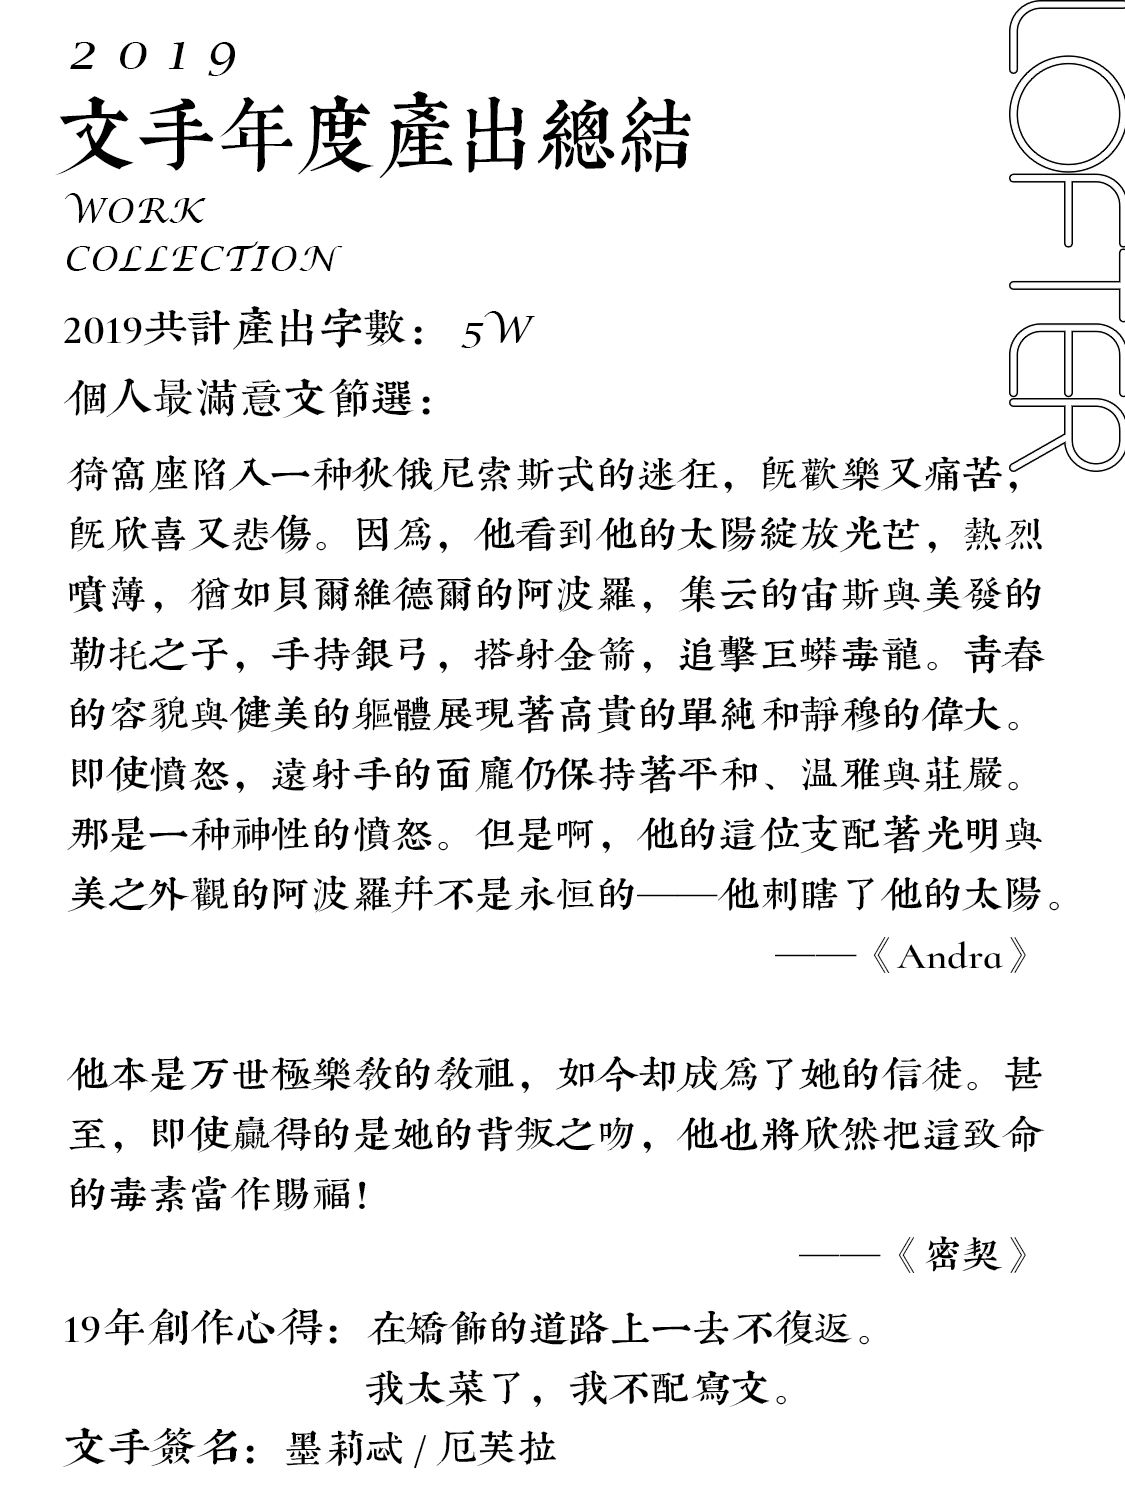 2019
文手年度產出總結
WORK
COLLECTION
LOFTER
2019共計產出字數： 5W
個人最滿意文節選：
猗窩座陷入一种狄俄尼索斯式的迷狂，既歡樂又痛苦，
既欣喜又悲傷。因爲，他看到他的太陽綻放光芒，熱烈
噴薄，猶如貝爾維德爾的阿波羅，集云的宙斯與美發的
勒托之子，手持銀弓，搭射金箭，追擊巨蟒毒龍。靑春
的容貌與健美的軀體展現著高貴的單純和靜穆的偉大。
即使憤怒，遠射手的面龐仍保持著平和、温雅與莊嚴。
那是一种神性的憤怒。但是啊，他的這位支配著光明與
美之外觀的阿波羅幷不是永恒的——他刺瞎了他的太陽。
——《Andra》
他本是万世極樂敎的敎祖，如今却成爲了她的信徒。甚
至，即使贏得的是她的背叛之吻，他也將欣然把這致命
的毒素當作賜福！
——《密契》
19年創作心得：在矯飾的道路上一去不復返。
我太菜了，我不配寫文。
文手簽名：墨莉忒 / 厄芙拉